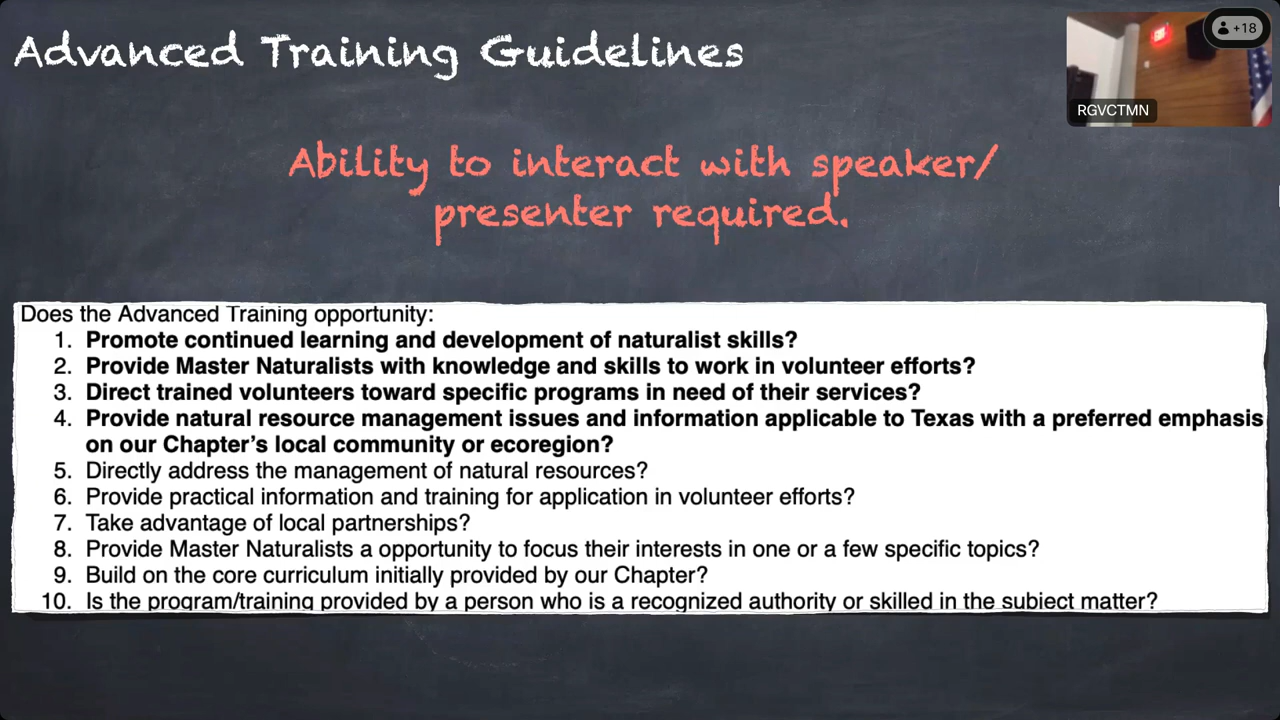 Advanced Training Guidelines
+18
RGVCTMN
Ability to interact with speaker/
presenter required.
Does the Advanced Training opportunity:
1. Promote continued learning and development of naturalist skills?
2. Provide Master Naturalists with knowledge and skills to work in volunteer efforts?
3. Direct trained volunteers toward specific programs in need of their services?
4. Provide natural resource management issues and information applicable to Texas with a preferred emphasis
on our Chapter's local community or ecoregion?
5. Directly address the management of natural resources?
6. Provide practical information and training for application in volunteer efforts?
7. Take advantage of local partnerships?
8. Provide Master Naturalists a opportunity to focus their interests in one or a few specific topics?
9. Build on the core curriculum initially provided by our Chapter?
10. Is the program/training provided by a person who is a recognized authority or skilled in the subject matter?